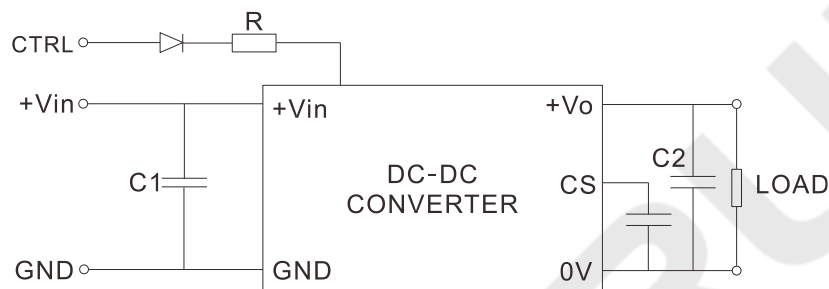 R
CTRL
+Vin
+Vin
+Vo
C1
DC-DC
CONVERTER
CS
C2
LOAD
GND
GND
0V